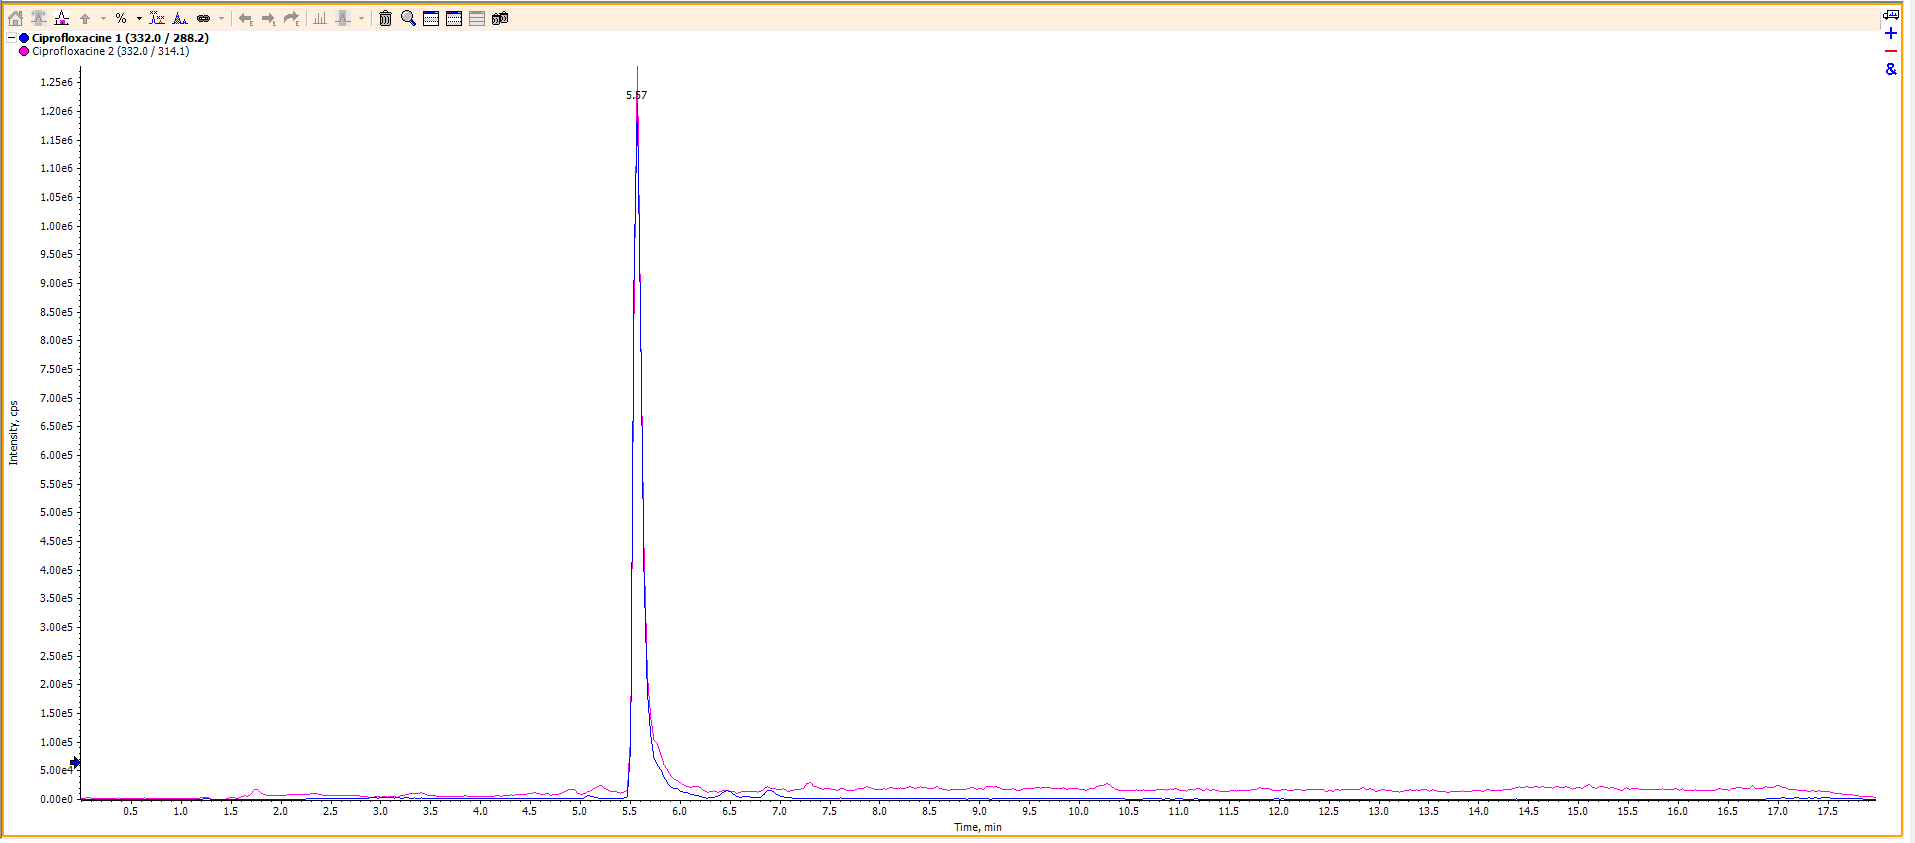 %
Ciprofloxacine 1 (332.0 / 288.2)
Ciprofloxacine 2 (332.0 / 314.1)
&
5.57
1.25e6
1.20e6
1.15e6
1.10e6
1.05e6
1.00e6
9.50e5
9.00e5
8.50e5
8.00e5
7.50e5
7.00e5
6.50e5
6.00e5
5.50e5
5.00e5
4.50e5
4.00e5
3.50e5
3.00e5
2.50e5
2.00e5
1.50e5
1.00e5
5.00e4
0.00e0
Intensity, cps
0.5 1.0 1.5 2.0 2.5 3.0 3.5 4.0 4.5 5.0 5.5 6.0 6.5 7.0 7.5 8.0 8.5 9.0 9.5 10.0 10.5 11.0 11.5 12.0 12.5 13.0 13.5 14.0 14.5 15.0 15.5 16.0 16.5 17.0 17.5
Time, min